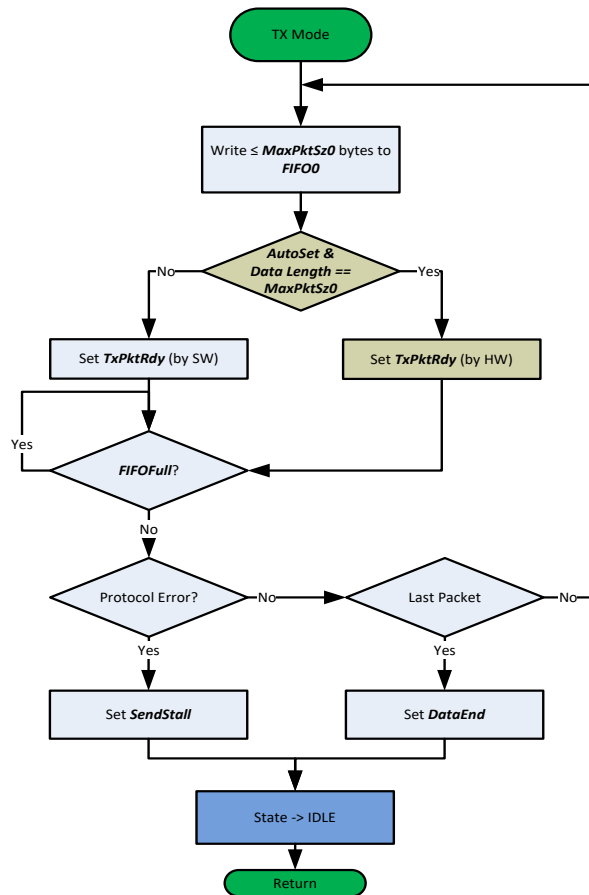 TX Mode
Write ≤ MaxPktSz0 bytes to
FIFO0
AutoSet &
Data Length ==
MaxPktSz0
No
Yes
Set TxPktRdy (by SW)
Set TxPktRdy (by HW)
Yes
FIFOFull?
No
Protocol Error?
No
Last Packet
No
Yes
Yes
Set SendStall
Set DataEnd
State -> IDLE
Return